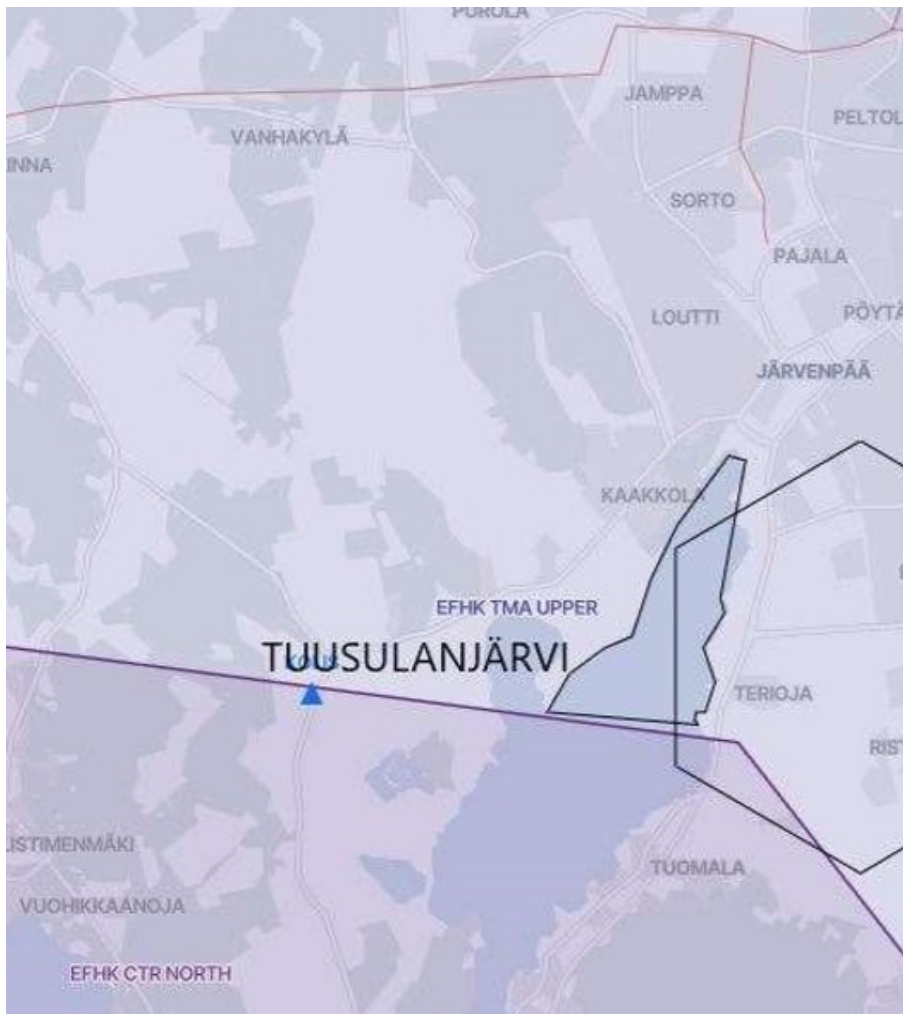 PUROLA
JAMPPA
PELTOL
VANHAKYLÄ
INNA
SORTO
PAJALA
LOUTTI
PÖYTÄ
JÄRVENPÄÄ
KAAKKOLA
EFHK TMA UPPER
TUUSULANJÄRVI
TERIOJA
RIST
LISTIMENMÄKI
TUOMALA
VUOHIKKAANOJA
EFHK CTR NORTH